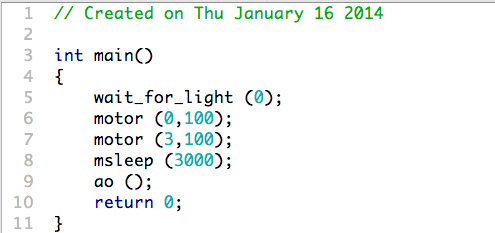 1 // Created on Thu January 16 2014
2
3 int main()
4 {
5     wait_for_light (0);
6     motor (0,100);
7     motor (3,100);
8     msleep (3000);
9     ao ();
10     return 0;
11 }